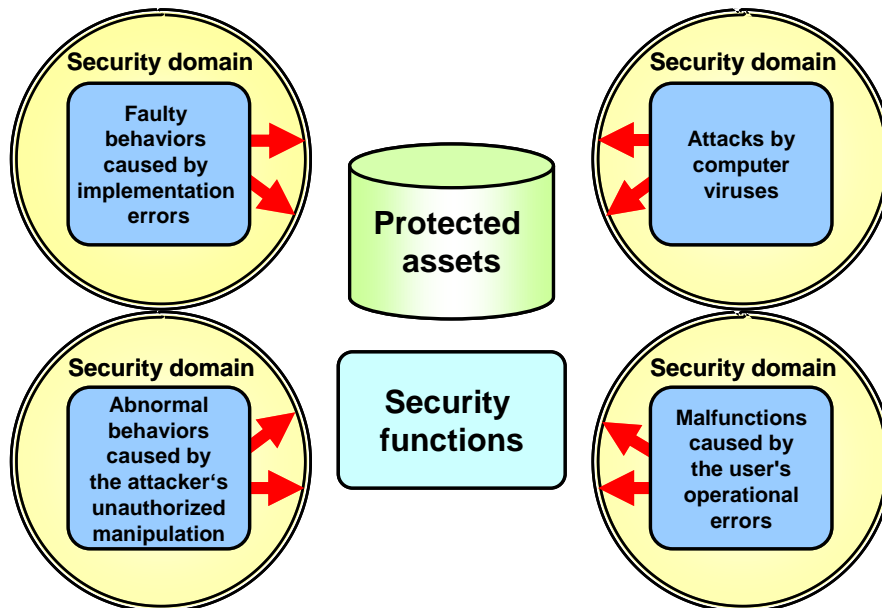 Security domain
Faulty
behaviors
caused by
implementation
errors
Security domain
Attacks by
computer
viruses
Protected
assets
Security domain
Abnormal
behaviors
caused by
the attacker‘s
unauthorized
manipulation
Security
functions
Security domain
Malfunctions
caused by
the user's
operational
errors